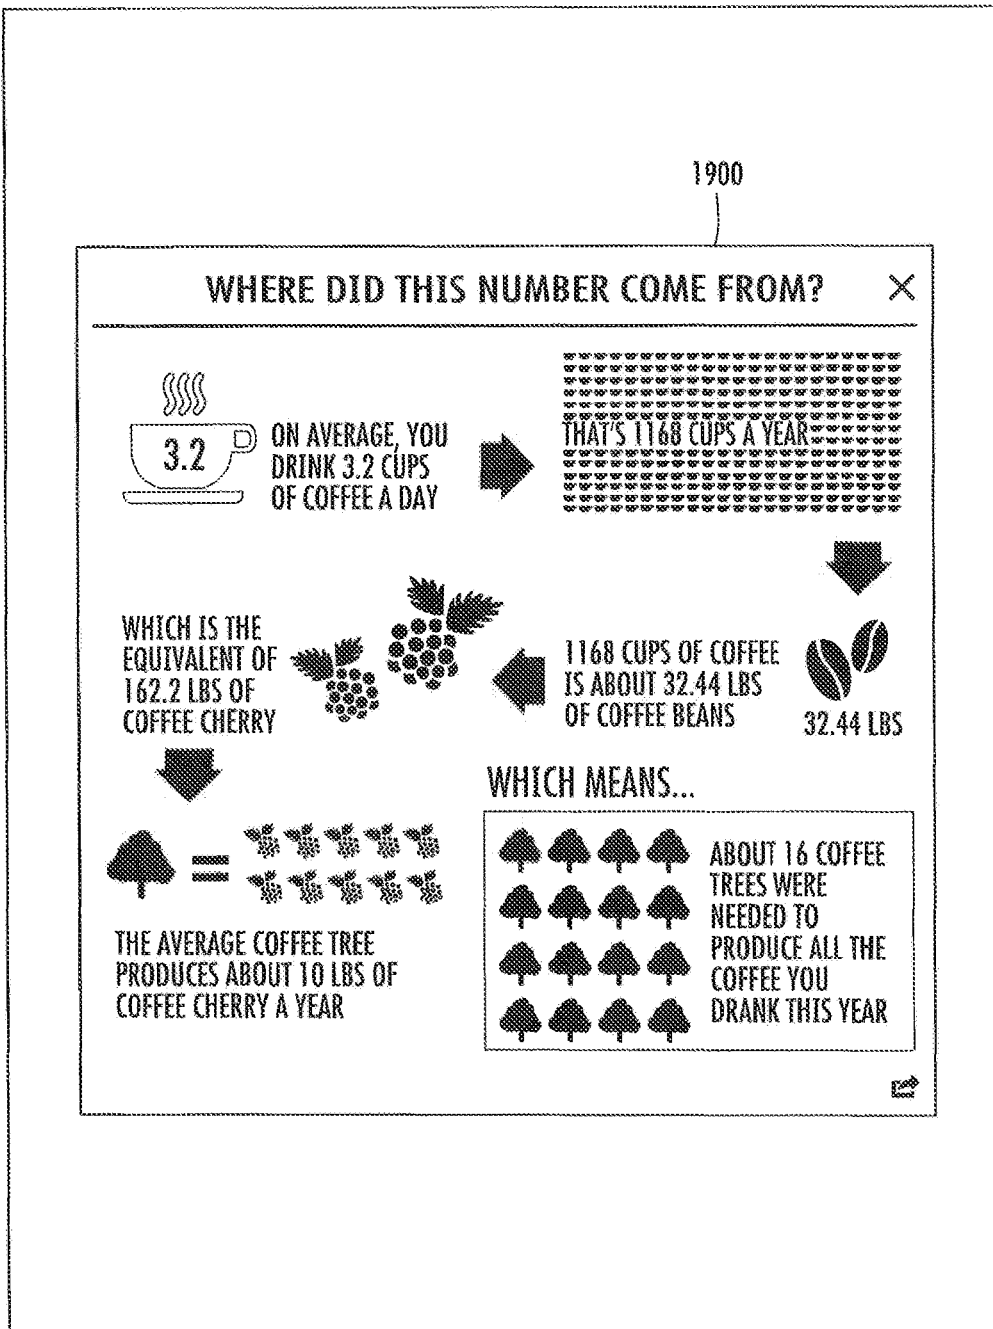 1900
WHERE DID THIS NUMBER COME FROM?
3.2
ON AVERAGE, YOU
DRINK 3.2 CUPS
OF COFFEE A DAY
THAT'S 1168 CUPS A YEAR
1168 CUPS OF COFFEE
IS ABOUT 32.44 LBS
OF COFFEE BEANS
32.44 LBS
WHICH IS THE
EQUIVALENT OF
162.2 LBS OF
COFFEE CHERRY
THE AVERAGE COFFEE TREE
PRODUCES ABOUT 10 LBS OF
COFFEE CHERRY A YEAR
WHICH MEANS...
ABOUT 16 COFFEE
TREES WERE
NEEDED TO
PRODUCE ALL THE
COFFEE YOU
DRANK THIS YEAR